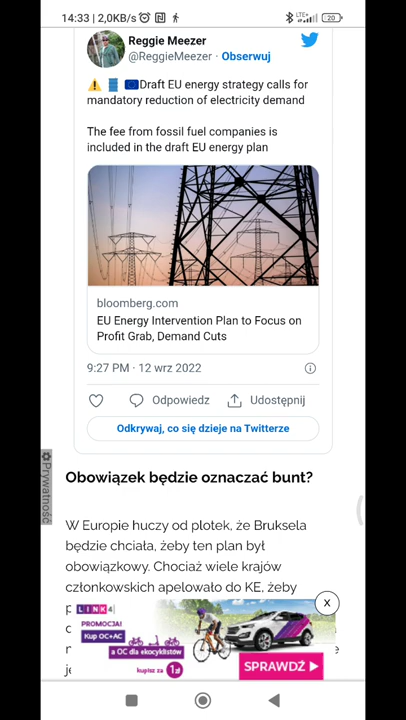 14:33 | 2,0KB/s
LTE+
20
Reggie Meezer
@ReggieMeezer · Obserwuj
⚠️ 🛢️ 🇪🇺Draft EU energy strategy calls for
mandatory reduction of electricity demand
The fee from fossil fuel companies is
included in the draft EU energy plan
bloomberg.com
EU Energy Intervention Plan to Focus on
Profit Grab, Demand Cuts
9:27 PM · 12 wrz 2022
Odpowiedz Udostępnij
Odkrywaj, co się dzieje na Twitterze
Prywatność
Obowiązek będzie oznaczać bunt?
W Europie huczy od plotek, że Bruksela
będzie chciała, żeby ten plan był
obowiązkowy. Chociaż wiele krajów
członkowskich apelowało do KE, żeby
X
LINK4
PROMOCJA!
Kup OC+AC
a OC dla ekocyklistów
kupisz za 1zł
SPRAWDŹ